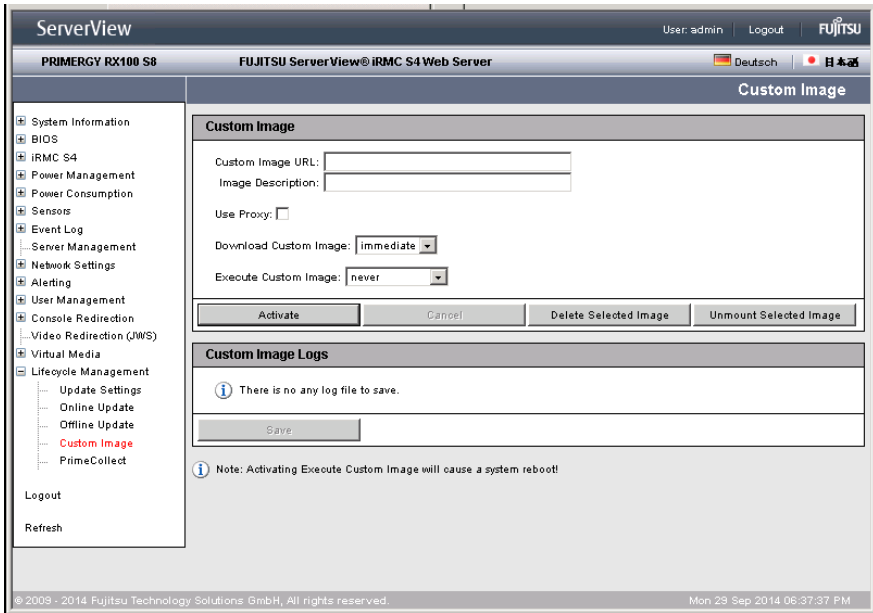 ServerView
User: admin Logout FUJITSU
PRIMERGY RX100 S8 FUJITSU ServerView® iRMC S4 Web Server Deutsch 日本語
Custom Image
System Information
BIOS
iRMC S4
Power Management
Power Consumption
Sensors
Event Log
Server Management
Network Settings
Alerting
User Management
Console Redirection
Video Redirection (JWS)
Virtual Media
Lifecycle Management
Update Settings
Online Update
Offline Update
Custom Image
PrimeCollect
Logout
Refresh
Custom Image
Custom Image URL:
Image Description:
Use Proxy:
Download Custom Image: immediate
Execute Custom Image: never
Activate Cancel Delete Selected Image Unmount Selected Image
Custom Image Logs
There is no any log file to save.
Save
Note: Activating Execute Custom Image will cause a system reboot!
© 2009 - 2014 Fujitsu Technology Solutions GmbH, All rights reserved. Mon 29 Sep 2014 06:37:37 PM